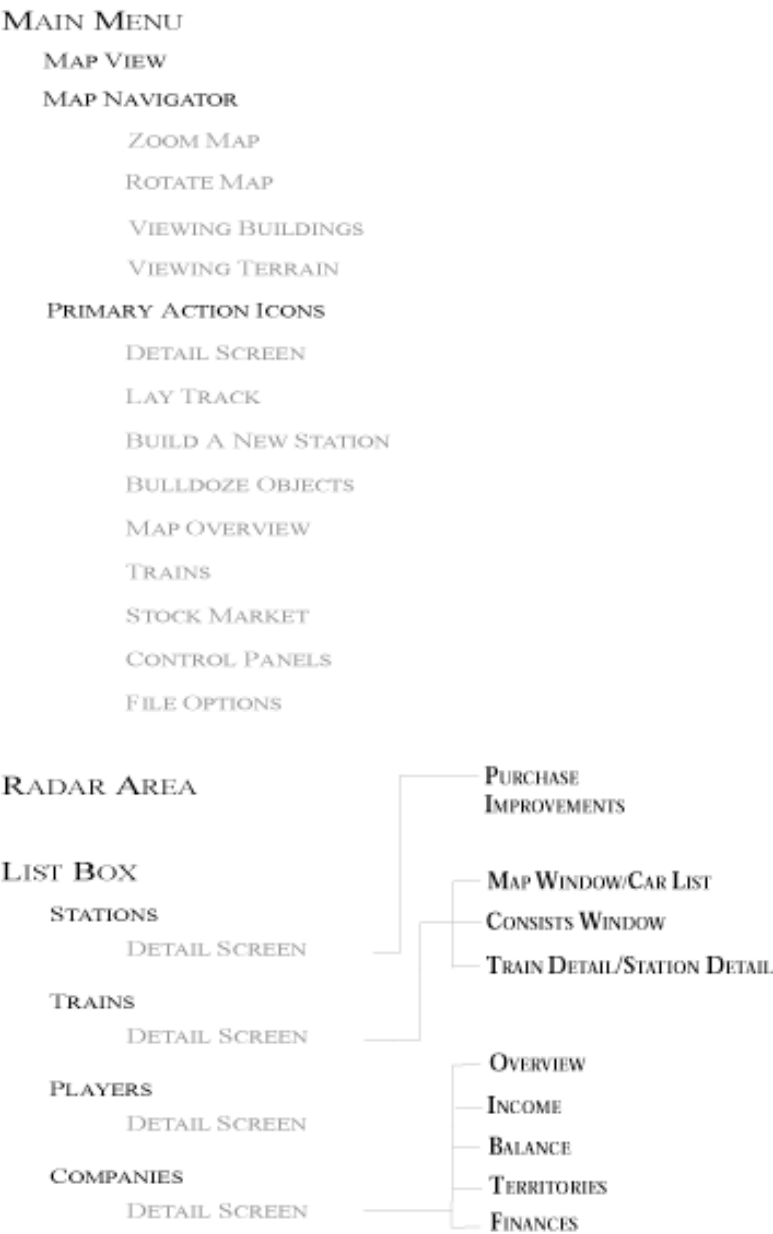 MAIN MENU
MAP VIEW
MAP NAVIGATOR
ZOOM MAP
ROTATE MAP
VIEWING BUILDINGS
VIEWING TERRAIN
PRIMARY ACTION ICONS
DETAIL SCREEN
LAY TRACK
BUILD A NEW STATION
BULLDOZE OBJECTS
MAP OVERVIEW
TRAINS
STOCK MARKET
CONTROL PANELS
FILE OPTIONS
RADAR AREA
PURCHASE
IMPROVEMENTS
LIST BOX
STATIONS
DETAIL SCREEN
MAP WINDOW/CAR LIST
CONSISTS WINDOW
TRAIN DETAIL/STATION DETAIL
TRAINS
DETAIL SCREEN
PLAYERS
DETAIL SCREEN
COMPANIES
DETAIL SCREEN
OVERVIEW
INCOME
BALANCE
TERRITORIES
FINANCES